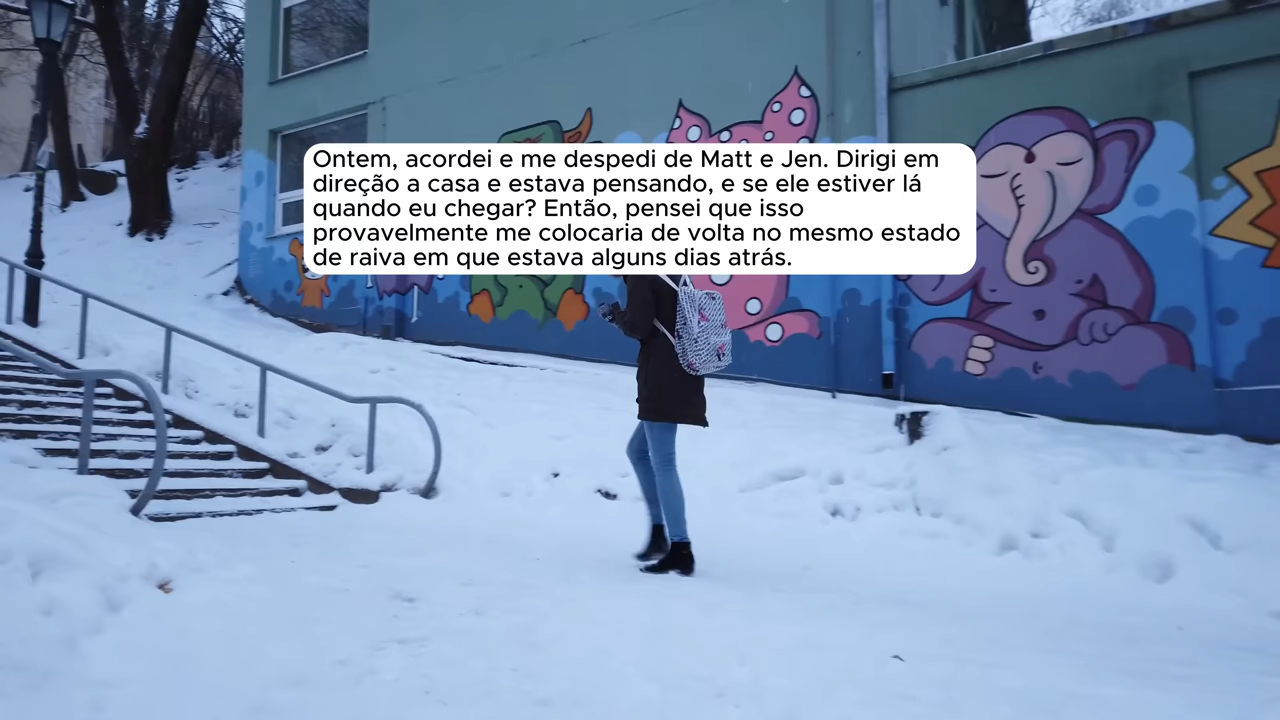 Ontem, acordei e me despedi de Matt e Jen. Dirigi em
direção a casa e estava pensando, e se ele estiver lá
quando eu chegar? Então, pensei que isso
provavelmente me colocaria de volta no mesmo estado
de raiva em que estava alguns dias atrás.